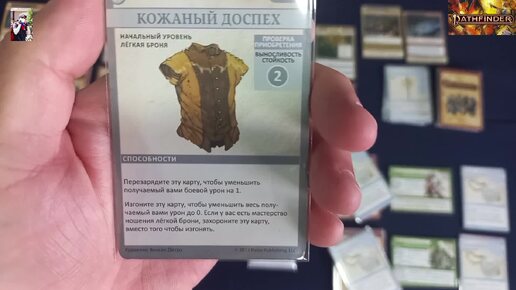 PATHFINDER
КОЖАНЫЙ ДОСПЕХ
НАЧАЛЬНЫЙ УРОВЕНЬ
ЛЁГКАЯ БРОНЯ
ПРОВЕРКА
ПРИОБРЕТЕНИЯ
ВЫНОСЛИВОСТЬ
СТОЙКОСТЬ
2
СПОСОБНОСТИ
Перезарядите эту карту, чтобы уменьшить
получаемый вами боевой урон на 1.
Изгоните эту карту, чтобы уменьшить весь полу-
чаемый вами урон до 0. Если у вас есть мастерство
ношения лёгкой брони, захороните эту карту,
вместо того чтобы изгонять.